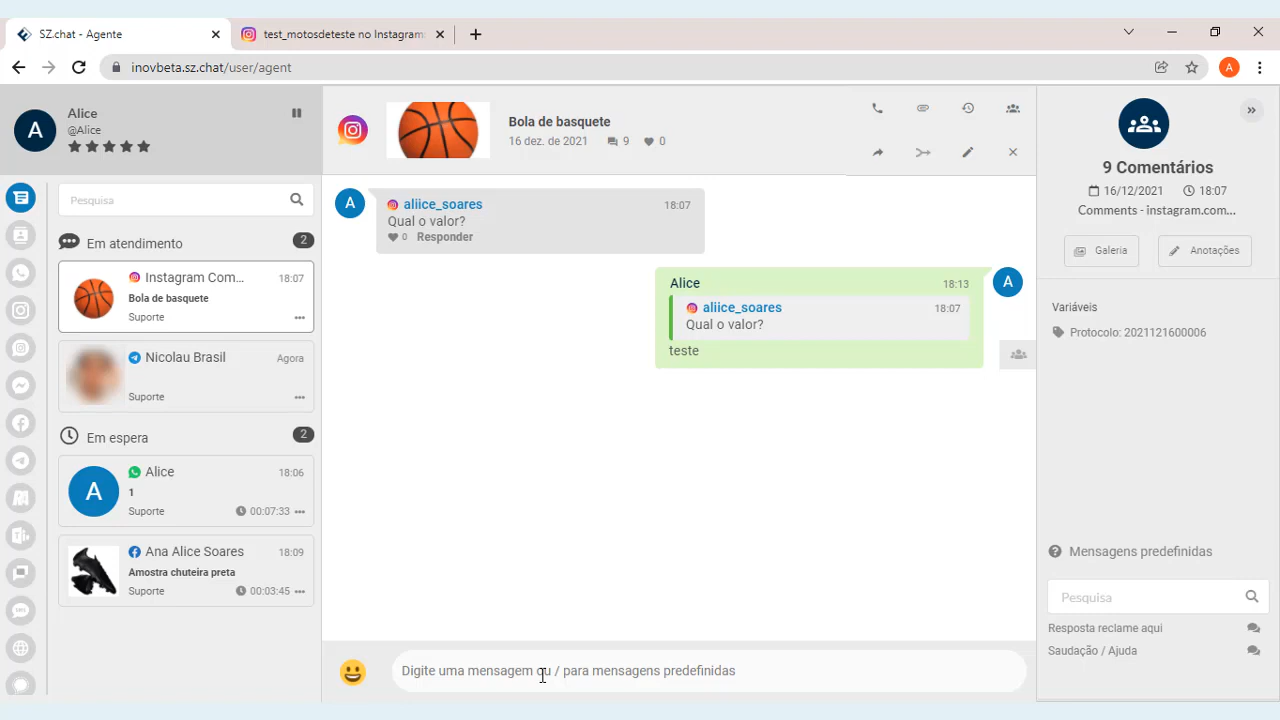 SZ.chat - Agente
test_motosdeteste no Instagram:
inovbeta.sz.chat/user/agent
A
A
Alice
@Alice
Bola de basquete
16 dez. de 2021
9
0
9 Comentários
16/12/2021
18:07
Comments - instagram.com...
Galeria
Anotações
Variáveis
Protocolo: 2021121600006
Mensagens predefinidas
Pesquisa
Resposta reclame aqui
Saudação / Ajuda
Pesquisa
Em atendimento
2
Instagram Com...
18:07
Bola de basquete
Suporte
Nicolau Brasil
Agora
Suporte
Em espera
2
A
Alice
18:06
1
Suporte
00:07:33
Ana Alice Soares
18:09
Amostra chuteira preta
Suporte
00:03:45
A
aliice_soares
18:07
Qual o valor?
0
Responder
Alice
18:13
A
aliice_soares
18:07
Qual o valor?
teste
Digite uma mensagem ou / para mensagens predefinidas